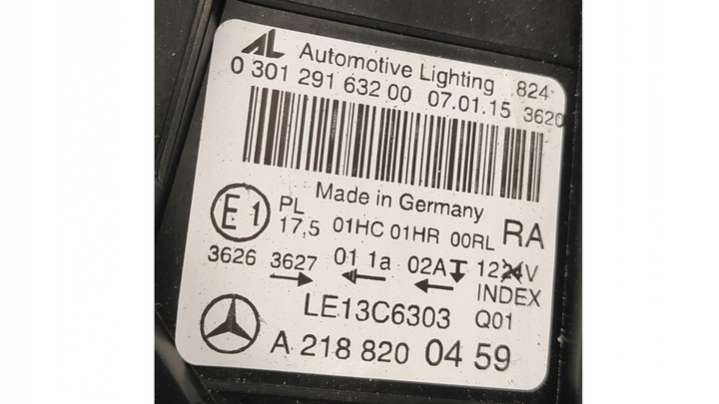 AL Automotive Lighting 824
0 301 291 632 00 07.01.15 3620
Made in Germany
E1 PL 17,5 01HC 01HR 00RL RA
3626 3627 01 1a 02A 1224V
LE13C6303 INDEX Q01
A 218 820 04 59